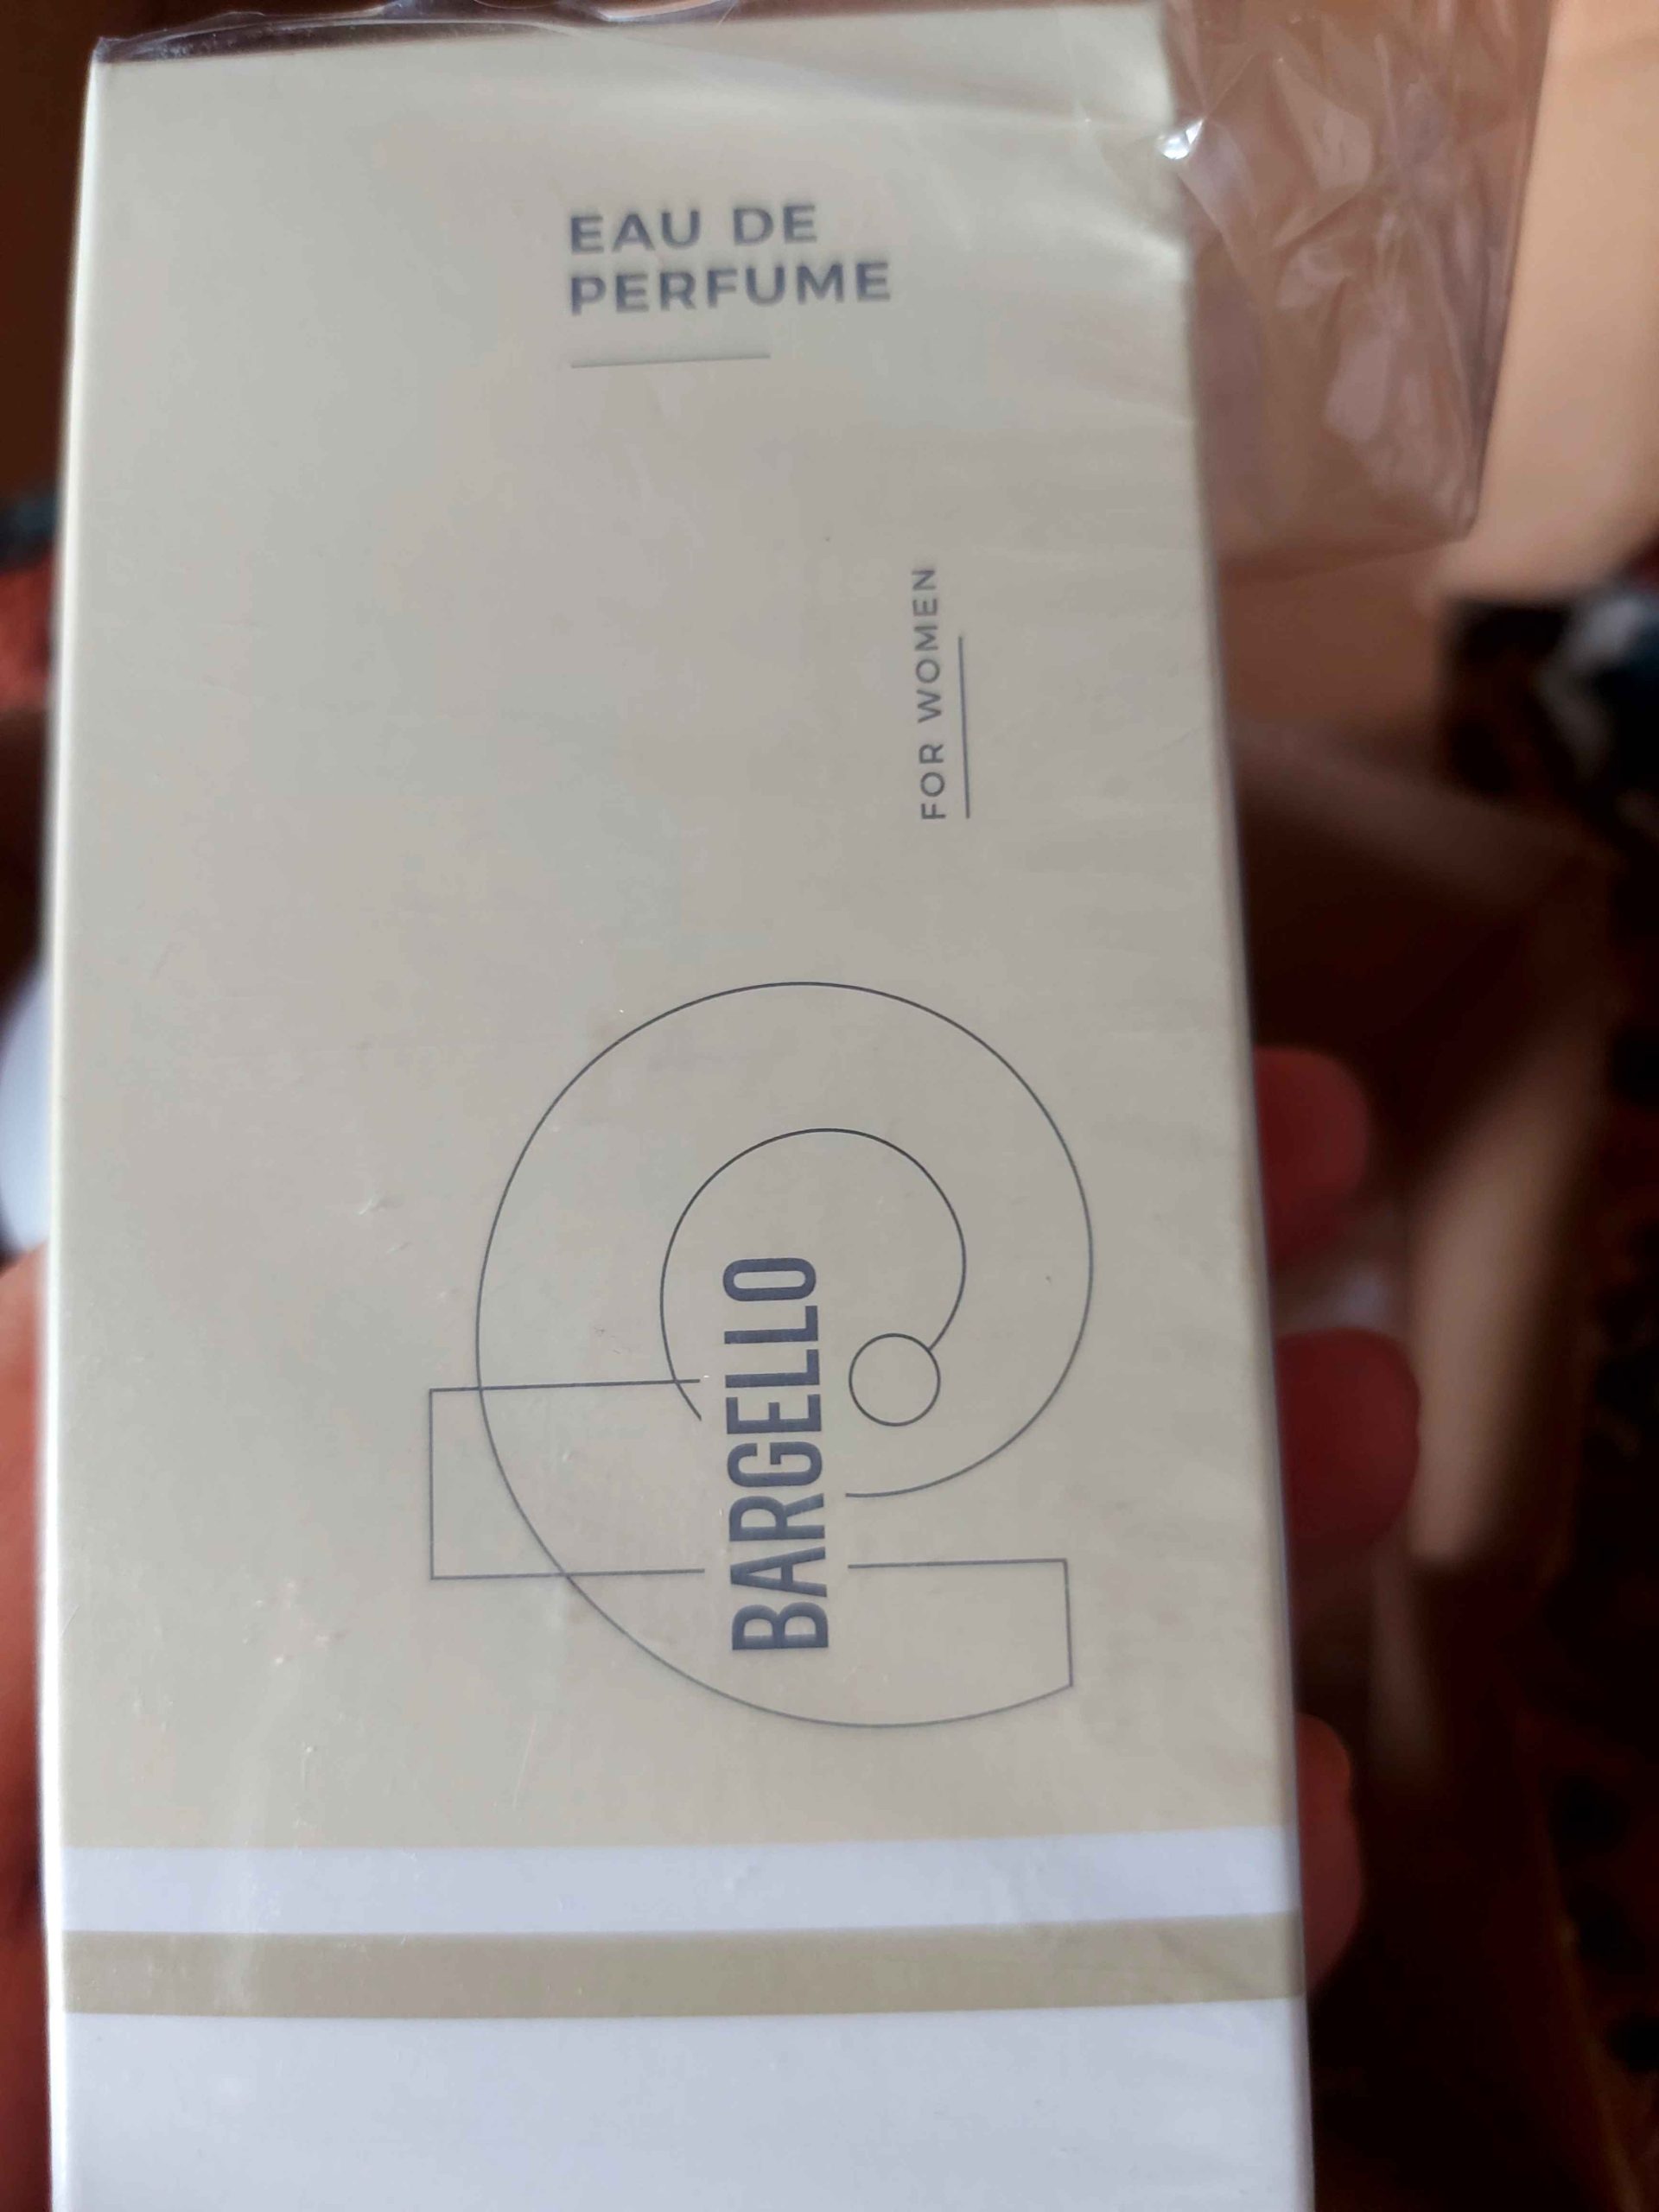 EAU DE
PERFUME
FOR WOMEN
BARGELLO